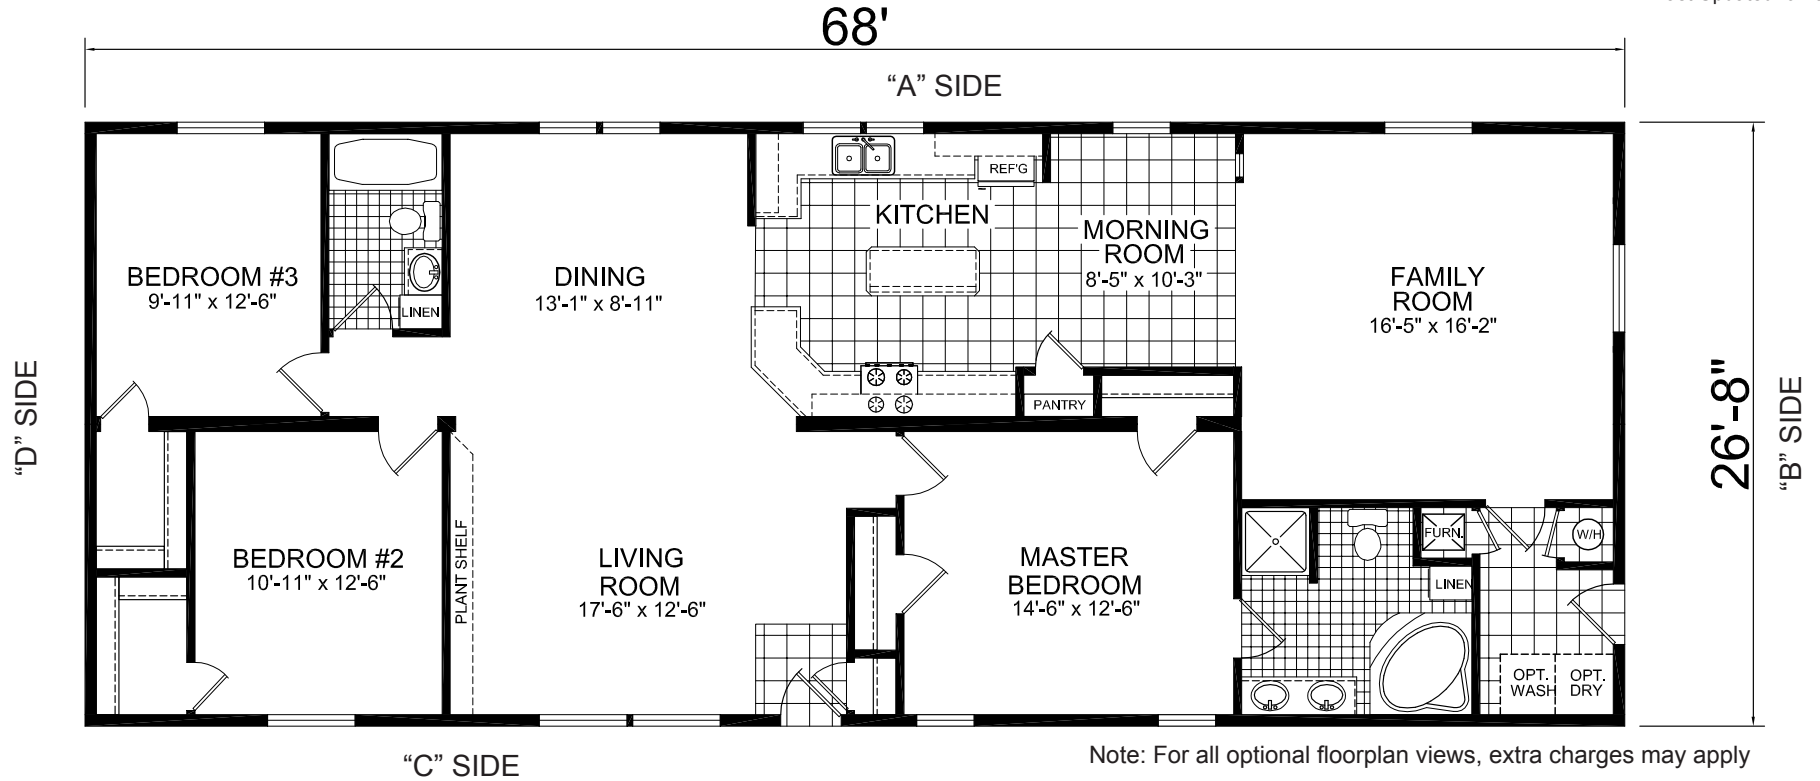 68'
“A” SIDE
REF'G
KITCHEN
MORNING
ROOM
8'-5" x 10'-3"
BEDROOM #3
9'-11" x 12'-6"
LINEN
DINING
13'-1" x 8'-11"
FAMILY
ROOM
16'-5" x 16'-2"
“D” SIDE
26'-8"
“B” SIDE
PANTRY
BEDROOM #2
10'-11" x 12'-6"
PLANT SHELF
LIVING
ROOM
17'-6" x 12'-6"
MASTER
BEDROOM
14'-6" x 12'-6"
FURN.
W/H
LINEN
OPT.
WASH
OPT.
DRY
“C” SIDE
Note: For all optional floorplan views, extra charges may apply